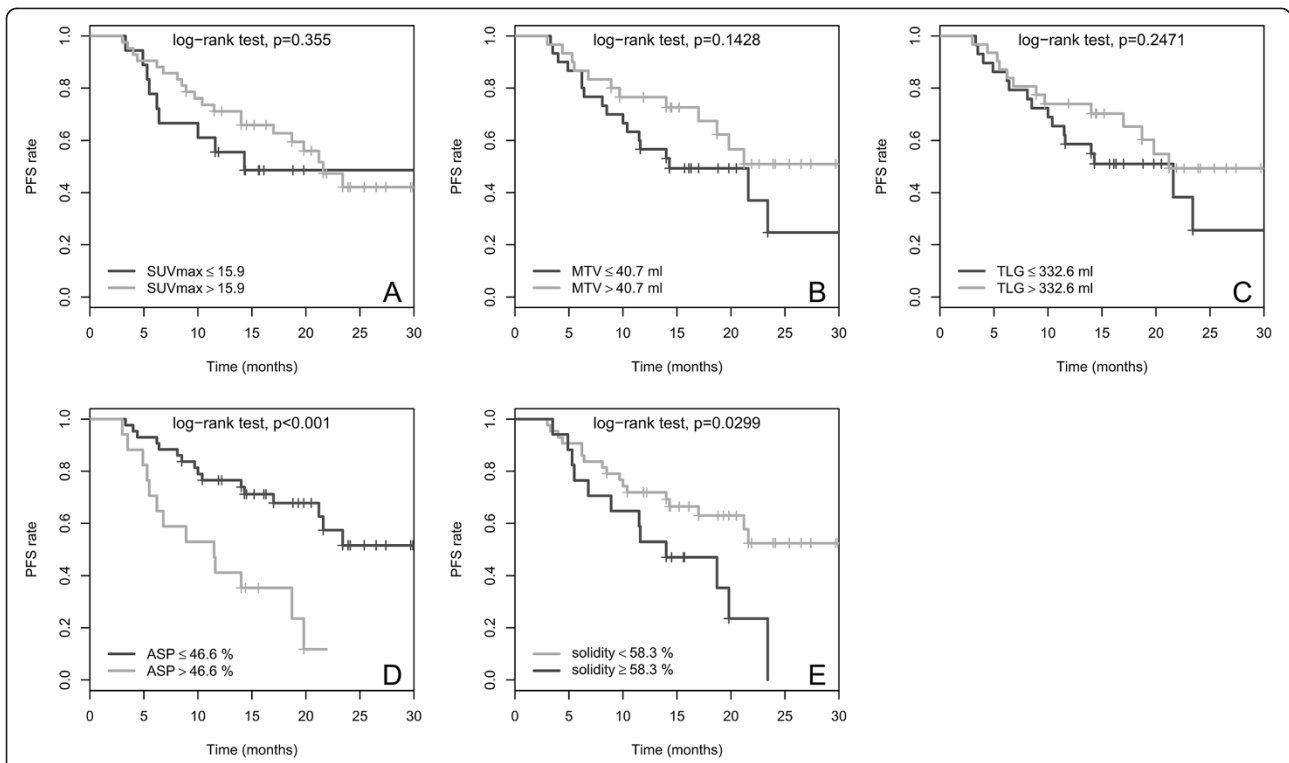 log−rank test, p=0.355
PFS rate
1.0
0.8
0.6
0.4
0.2
0.0
SUVmax ≤ 15.9
SUVmax > 15.9
A
0 5 10 15 20 25 30
Time (months)
log−rank test, p=0.1428
PFS rate
1.0
0.8
0.6
0.4
0.2
0.0
MTV ≤ 40.7 ml
MTV > 40.7 ml
B
0 5 10 15 20 25 30
Time (months)
log−rank test, p=0.2471
PFS rate
1.0
0.8
0.6
0.4
0.2
0.0
TLG ≤ 332.6 ml
TLG > 332.6 ml
C
0 5 10 15 20 25 30
Time (months)
log−rank test, p<0.001
PFS rate
1.0
0.8
0.6
0.4
0.2
0.0
ASP ≤ 46.6 %
ASP > 46.6 %
D
0 5 10 15 20 25 30
Time (months)
log−rank test, p=0.0299
PFS rate
1.0
0.8
0.6
0.4
0.2
0.0
solidity < 58.3 %
solidity ≥ 58.3 %
E
0 5 10 15 20 25 30
Time (months)